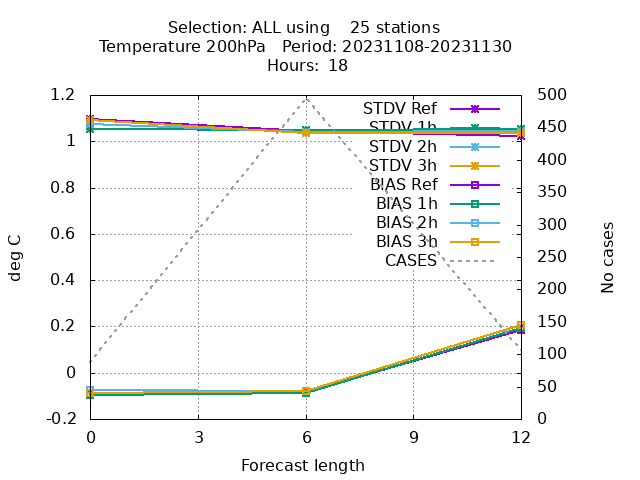 Selection: ALL using    25 stations
Temperature 200hPa   Period: 20231108-20231130
Hours: 18
1.2
1
0.8
0.6
0.4
0.2
0
-0.2
deg C
500
450
400
350
300
250
200
150
100
50
0
No cases
STDV Ref
STDV 1h
STDV 2h
STDV 3h
BIAS Ref
BIAS 1h
BIAS 2h
BIAS 3h
CASES
0 3 6 9 12
Forecast length